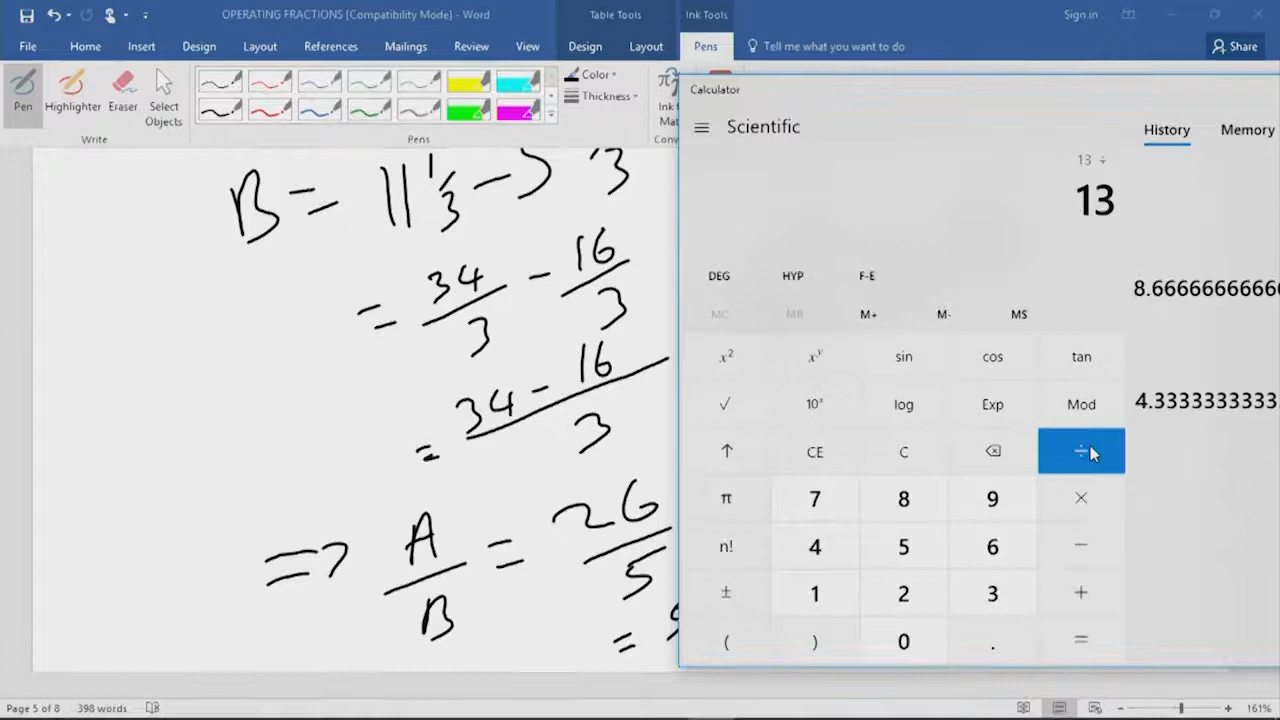 OPERATING FRACTIONS [Compatibility Mode] - Word
Table Tools
Ink Tools
Sign in
File Home Insert Design Layout References Mailings Review View Design Layout Pens Tell me what you want to do Share
Pen Highlighter Eraser Select Objects
Color
Thickness
Ink t
Mat
Write
Pens
Conv
Calculator
Scientific
History Memory
13 ÷
13
DEG HYP F-E
8.66666666666
MC MR M+ M- MS
x² xʸ sin cos tan
√ 10ˣ log Exp Mod
4.3333333333
↑ CE C ÷
π 7 8 9 ×
n! 4 5 6 −
± 1 2 3 +
( ) 0 . =
B = 11 1/3 - 5 1/3
= 34/3 - 16/3
= 34 - 16/3
=> A/B = 26/5
=
Page 5 of 8 398 words
161%